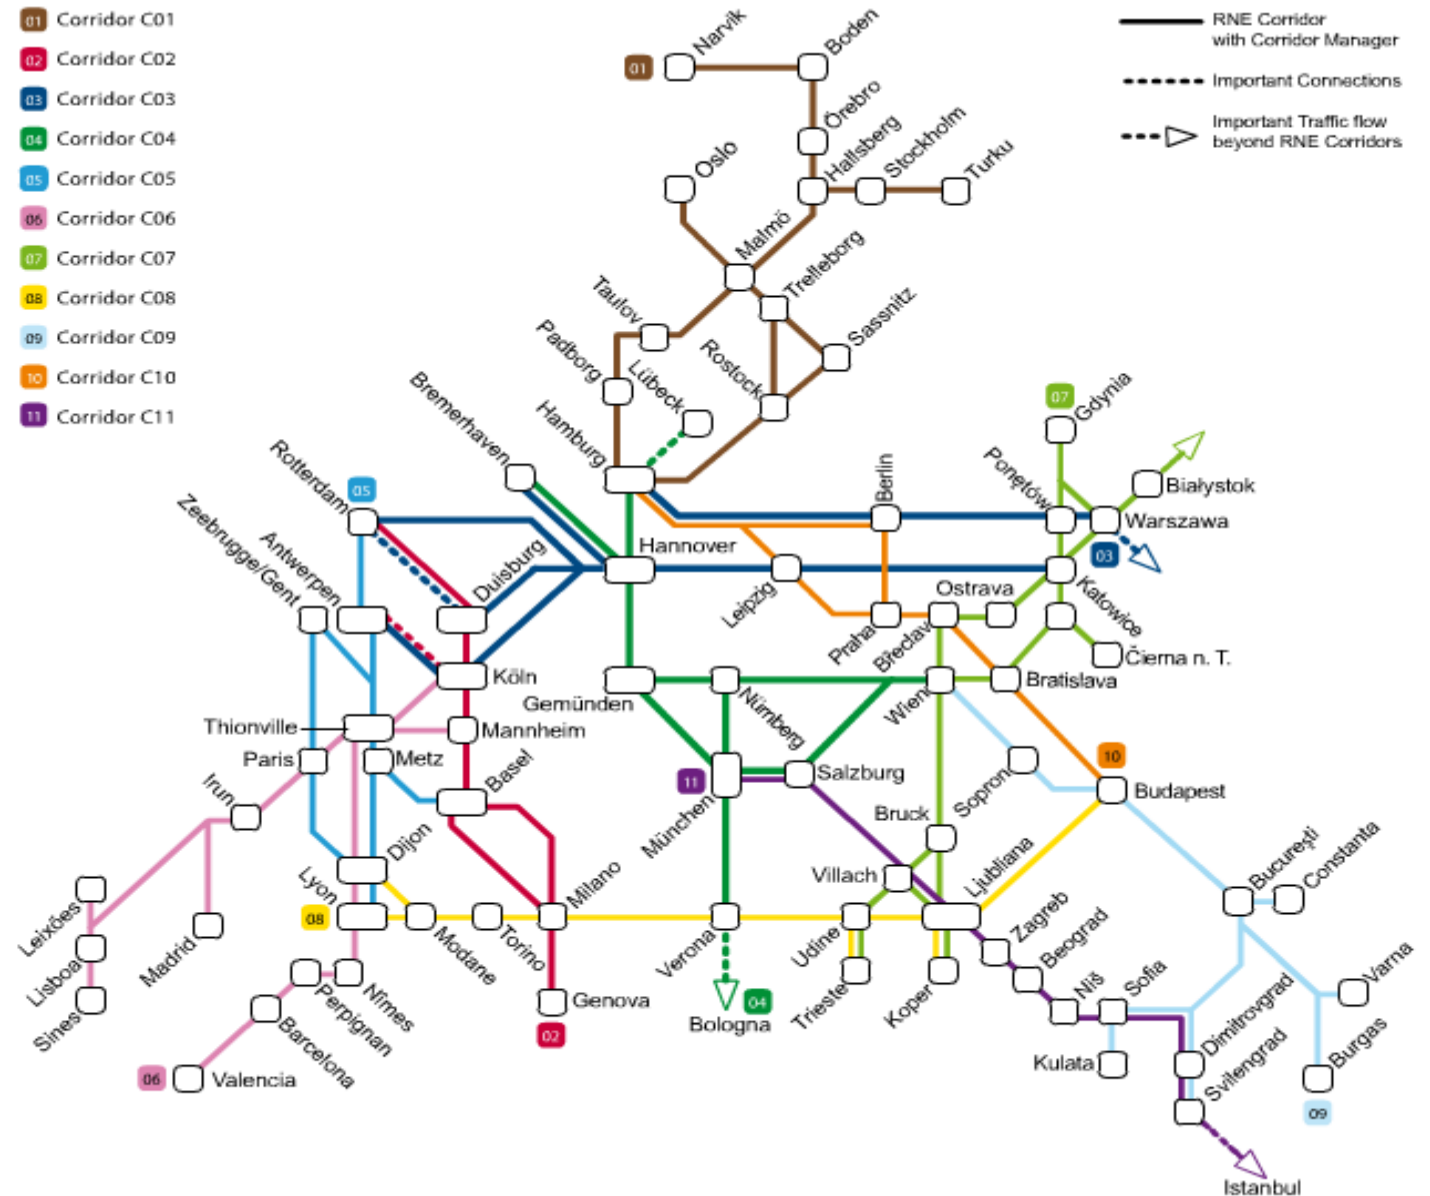 01 Corridor C01
02 Corridor C02
03 Corridor C03
04 Corridor C04
05 Corridor C05
06 Corridor C06
07 Corridor C07
08 Corridor C08
09 Corridor C09
10 Corridor C10
11 Corridor C11
RNE Corridor
with Corridor Manager
Important Connections
Important Traffic flow
beyond RNE Corridors
01
Narvik
Boden
Örebro
Hallsberg
Stockholm
Turku
Oslo
Malmö
Trelleborg
Taulov
Sassnitz
Padborg
Lübeck
Rostock
Bremerhaven
Hamburg
07
Gdynia
Rotterdam
05
Berlin
Ponętów
Białystok
Warszawa
03
Zeebrugge/Gent
Antwerpen
Duisburg
Hannover
Leipzig
Ostrava
Katowice
Praha
Břeclav
Čierna n. T.
Köln
Gemünden
Nürnberg
Wien
Bratislava
Thionville
Mannheim
Paris
Metz
Basel
11
Salzburg
München
Sopron
10
Budapest
Irun
Dijon
Bruck
Villach
Ljubljana
București
Constanta
Lyon
08
Modane
Torino
Milano
Verona
Udine
Zagreb
Beograd
Leixões
Lisboa
Sines
Madrid
Nîmes
Perpignan
Barcelona
06
Valencia
Genova
02
04
Bologna
Trieste
Koper
Niš
Sofia
Kulata
Dimitrovgrad
Svilengrad
Varna
Burgas
09
Istanbul